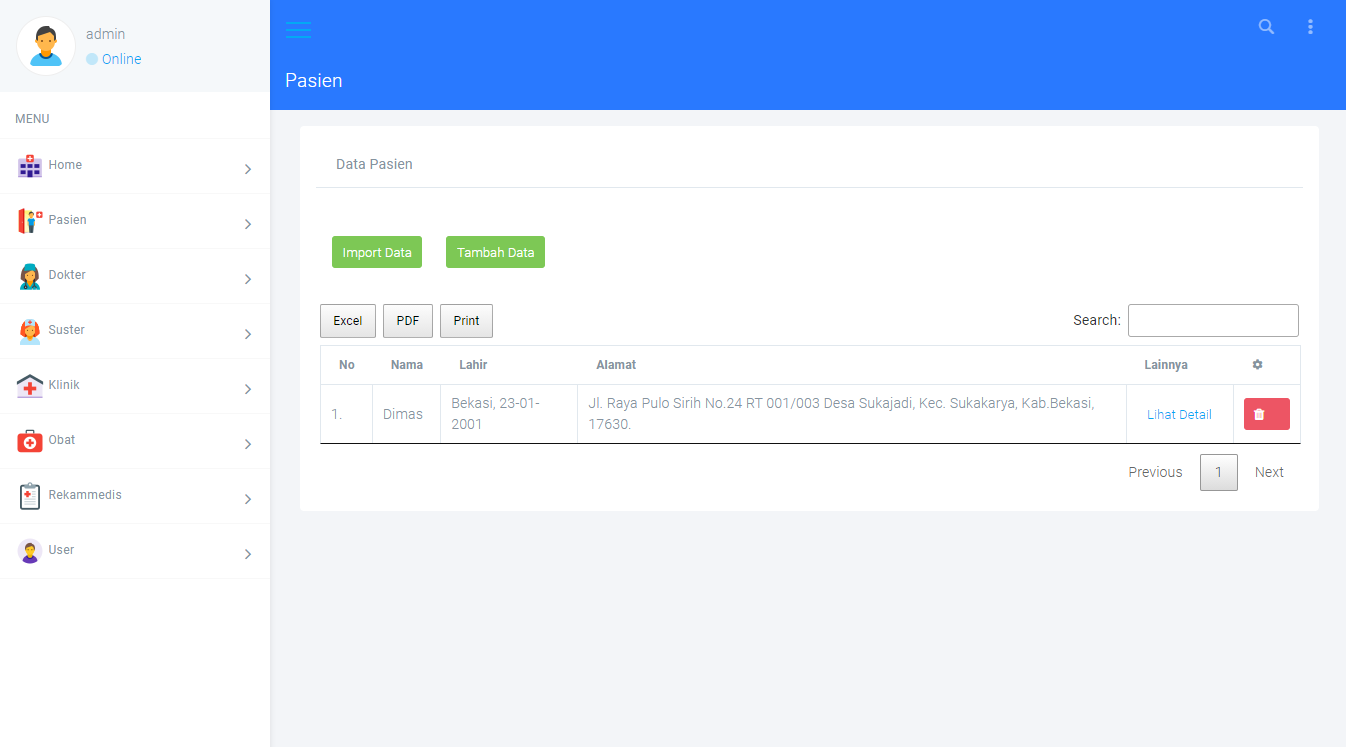 admin
Online
MENU
Home
Pasien
Dokter
Suster
Klinik
Obat
Rekammedis
User
Pasien
Data Pasien
Import Data Tambah Data
Excel PDF Print Search:
No Nama Lahir Alamat Lainnya
1. Dimas Bekasi, 23-01-2001 Jl. Raya Pulo Sirih No.24 RT 001/003 Desa Sukajadi, Kec. Sukakarya, Kab.Bekasi, 17630. Lihat Detail
Previous 1 Next